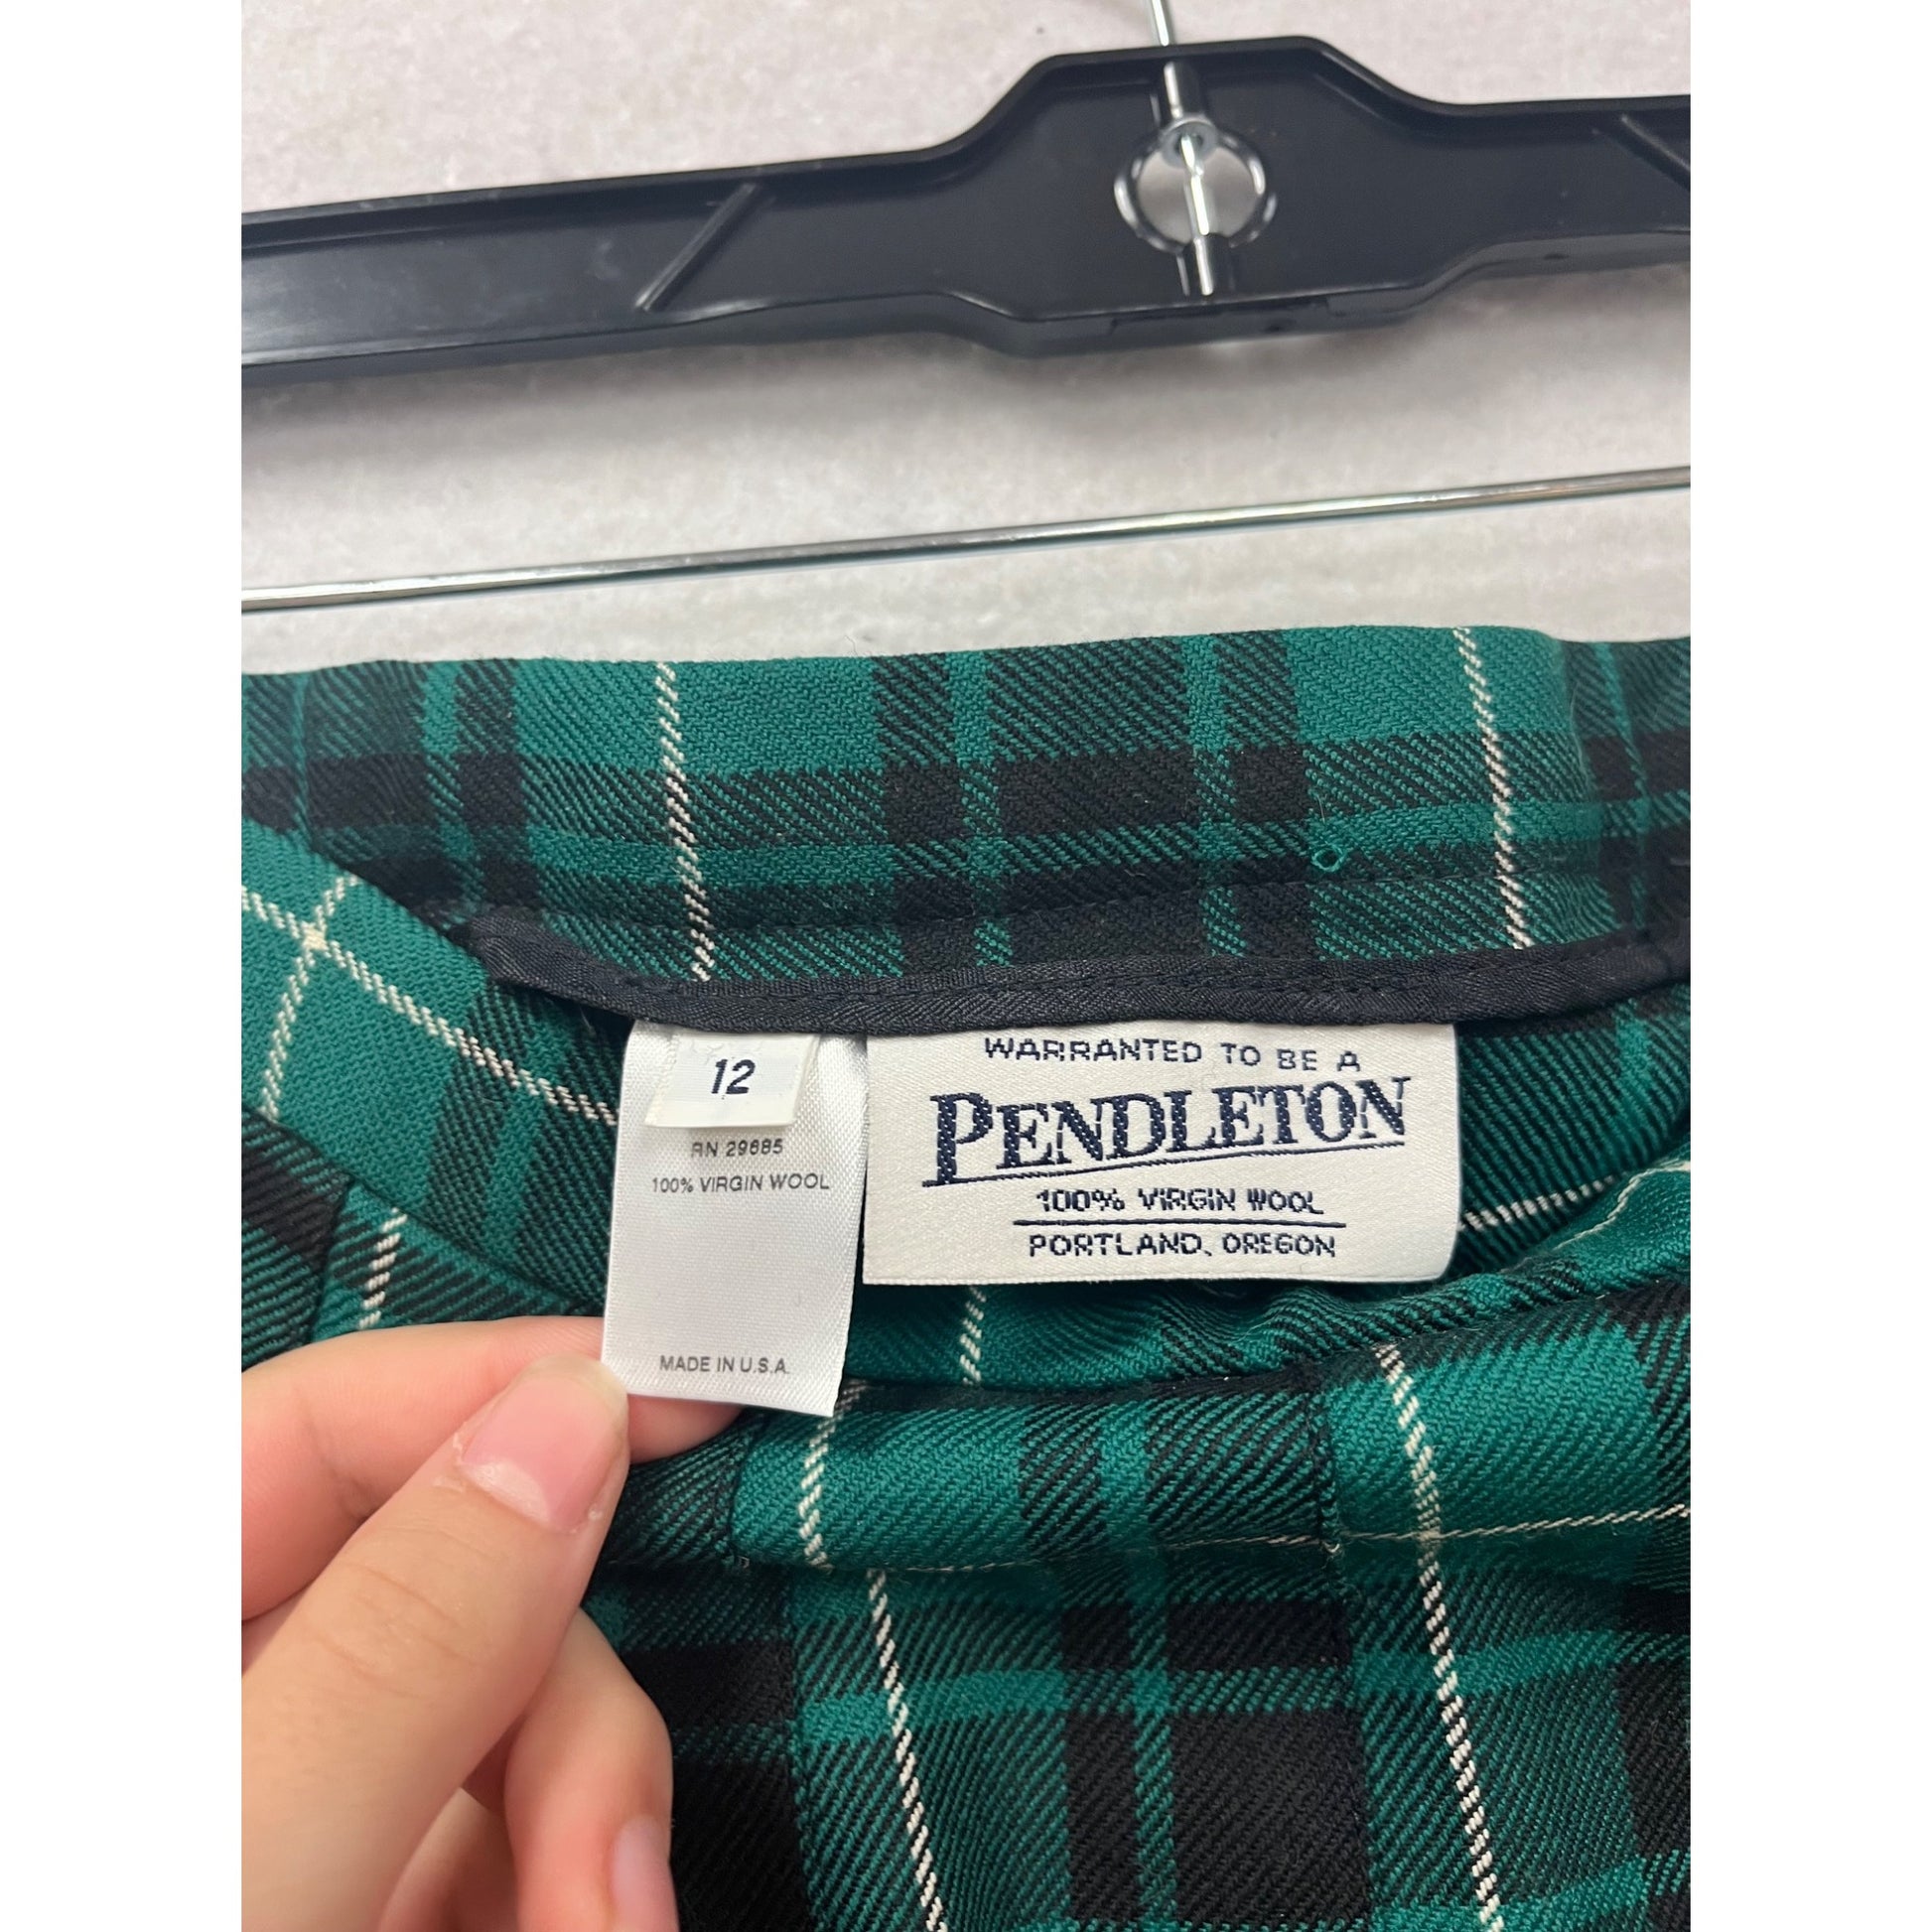 12
RN 29685
100% VIRGIN WOOL
MADE IN U.S.A.
WARRANTED TO BE A
PENDLETON
100% VIRGIN WOOL
PORTLAND, OREGON